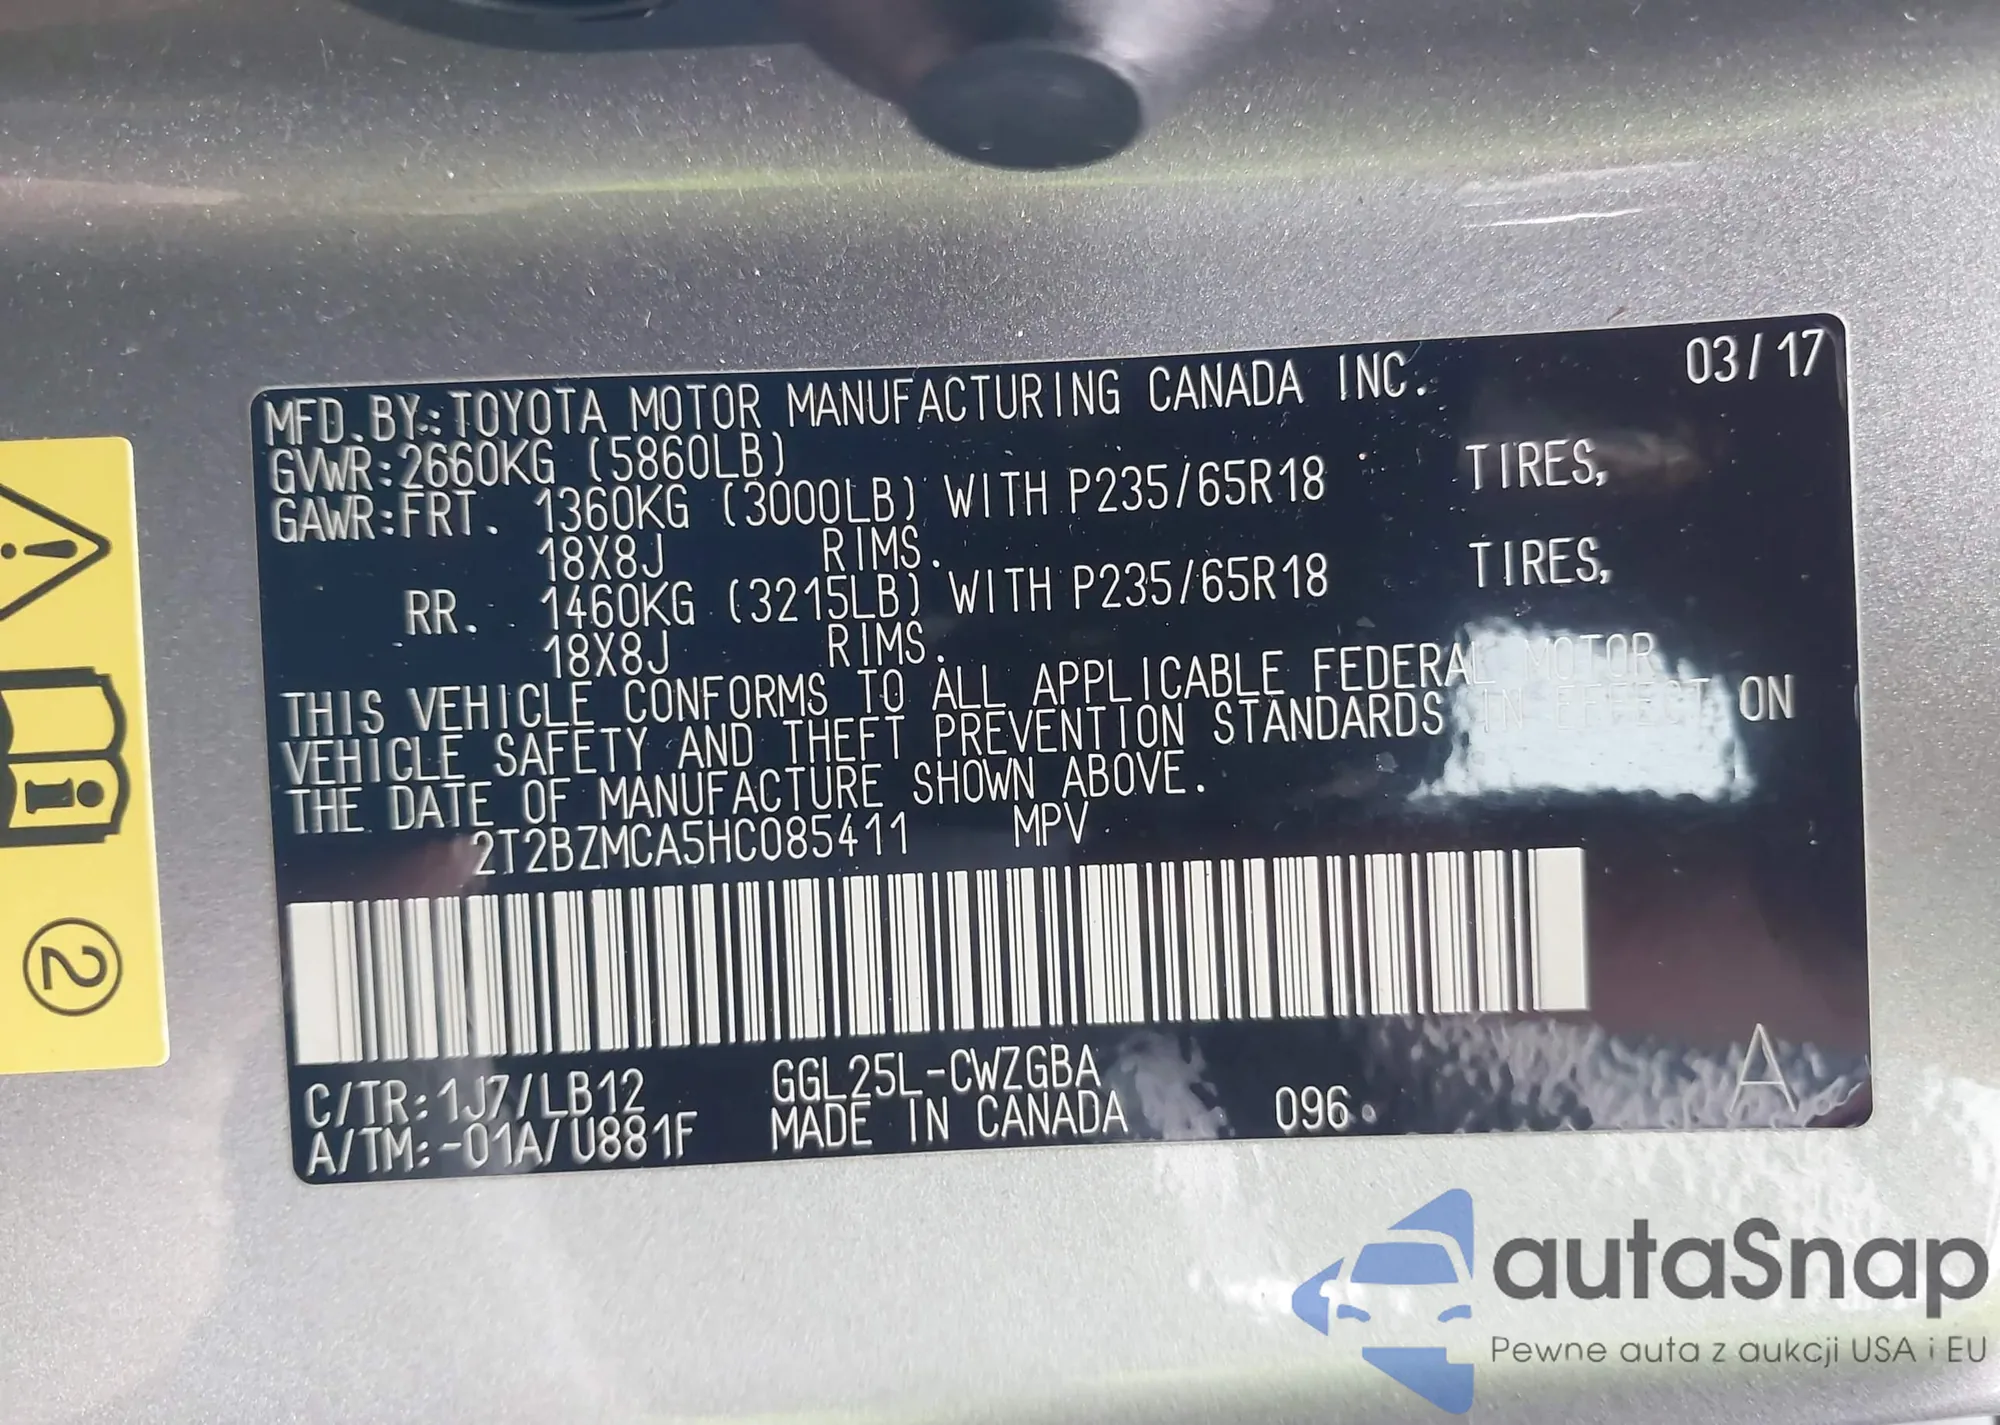 MFD. BY: TOYOTA MOTOR MANUFACTURING CANADA INC. 03/17
GVWR: 2660KG (5860LB)
GAWR: FRT. 1360KG (3000LB) WITH P235/65R18 TIRES,
18X8J RIMS.
RR. 1460KG (3215LB) WITH P235/65R18 TIRES,
18X8J RIMS.
THIS VEHICLE CONFORMS TO ALL APPLICABLE FEDERAL MOTOR
VEHICLE SAFETY AND THEFT PREVENTION STANDARDS IN EFFECT ON
THE DATE OF MANUFACTURE SHOWN ABOVE.
2T2BZMCA5HC085411 MPV
C/TR: 1J7/LB12 GGL25L-CWZGBA A
A/TM: -01A/U881F MADE IN CANADA 096
! i 2
autaSnap
Pewne auta z aukcji USA i EU